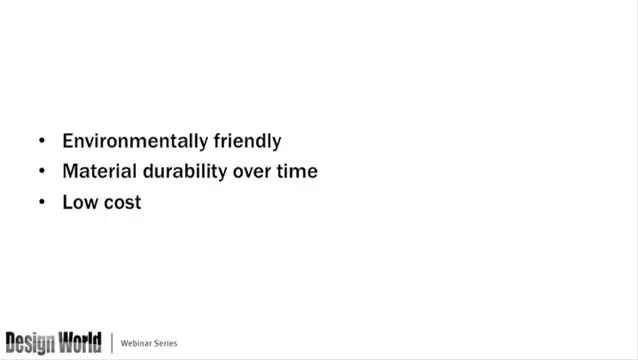 • Environmentally friendly
• Material durability over time
• Low cost
Design World | Webinar Series